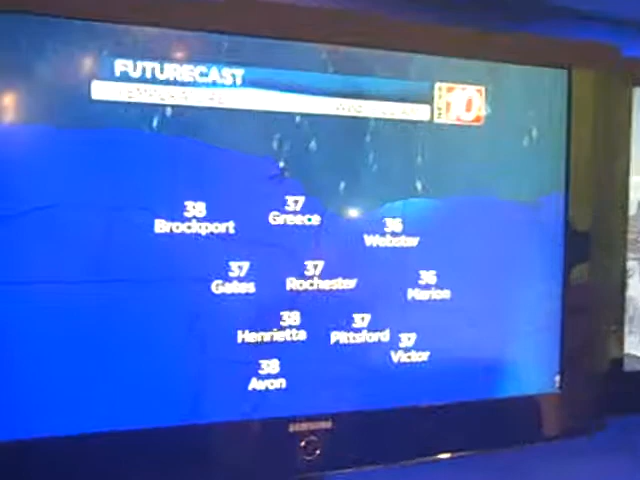 FUTURECAST
10
38
Brockport
37
Greece
36
Webster
37
Gates
37
Rochester
36
Marion
38
Henrietta
37
Pittsford
37
Victor
38
Avon
SAMSUNG